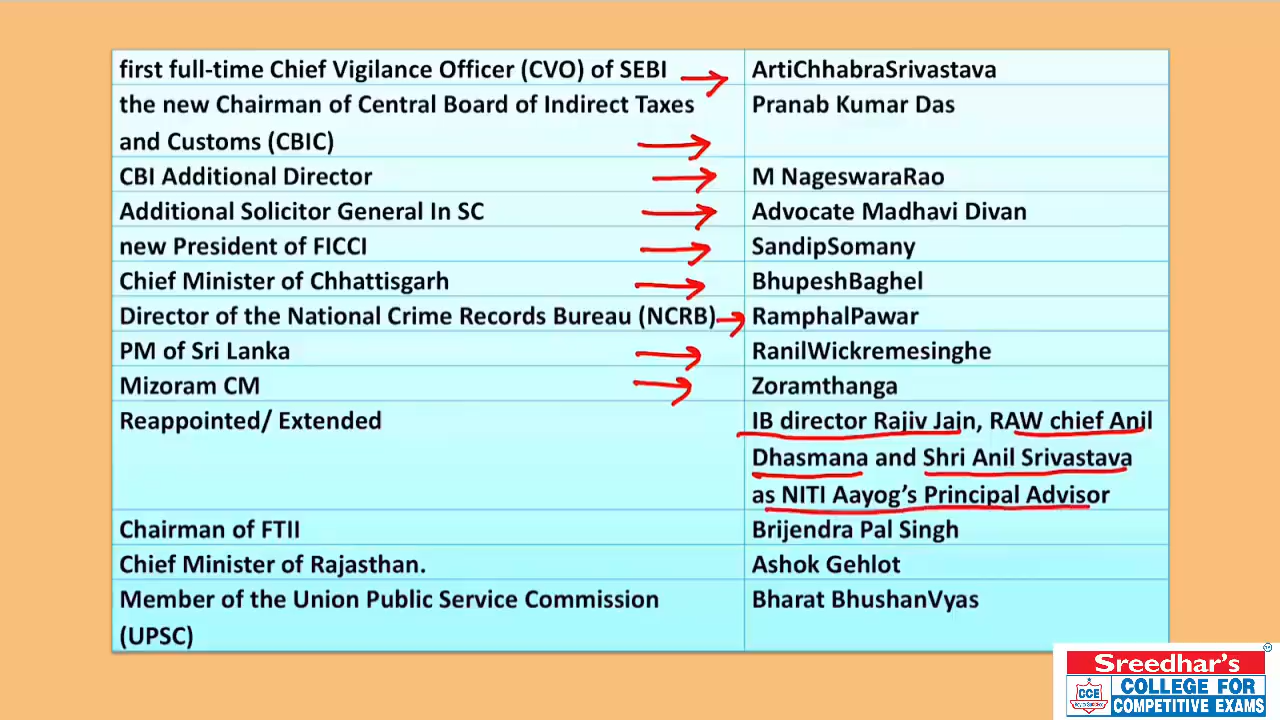 first full-time Chief Vigilance Officer (CVO) of SEBI
ArtiChhabraSrivastava
the new Chairman of Central Board of Indirect Taxes
and Customs (CBIC)
Pranab Kumar Das
CBI Additional Director
M NageswaraRao
Additional Solicitor General In SC
Advocate Madhavi Divan
new President of FICCI
SandipSomany
Chief Minister of Chhattisgarh
BhupeshBaghel
Director of the National Crime Records Bureau (NCRB)
RamphalPawar
PM of Sri Lanka
RanilWickremesinghe
Mizoram CM
Zoramthanga
Reappointed/ Extended
IB director Rajiv Jain, RAW chief Anil
Dhasmana and Shri Anil Srivastava
as NITI Aayog's Principal Advisor
Chairman of FTII
Brijendra Pal Singh
Chief Minister of Rajasthan.
Ashok Gehlot
Member of the Union Public Service Commission
(UPSC)
Bharat BhushanVyas
Sreedhar's
CCE
COLLEGE FOR
COMPETITIVE EXAMS